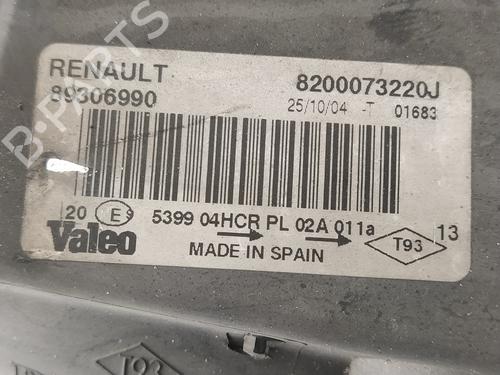 RENAULT 8200073220J
89306990 25/10/04 -T 01683
20 E9 5399 04HCR PL 02A 011a 13
Valeo MADE IN SPAIN T93
T93
B-PARTS